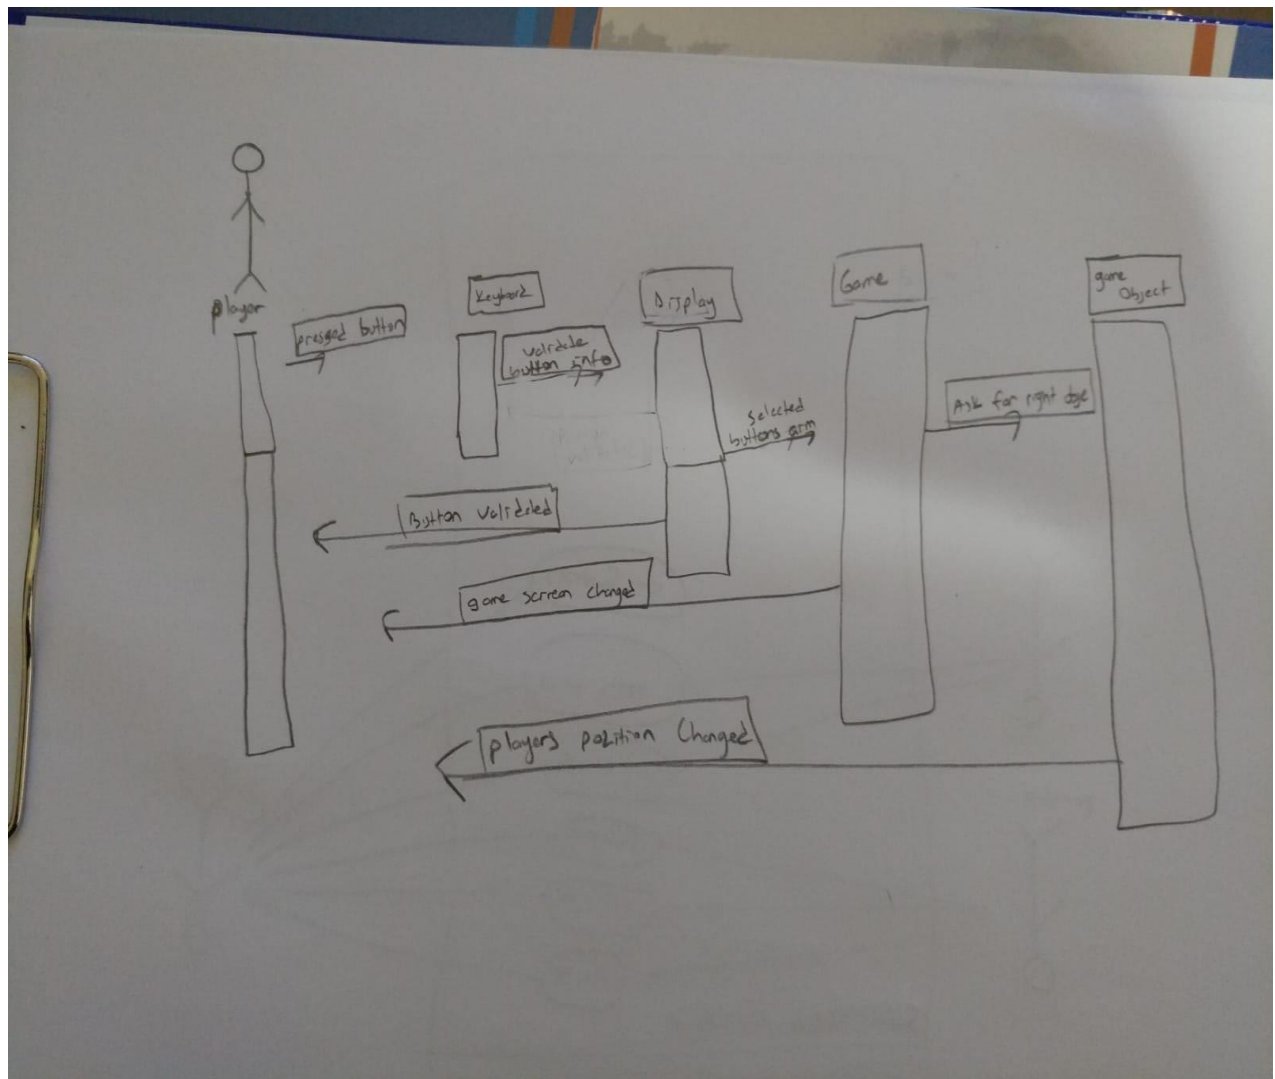 player
Keyboard
Display
Game
game
Object
pressed button
validate
button info
selected
buttons arm
Ask for right
Button validated
game screen changed
players position changed